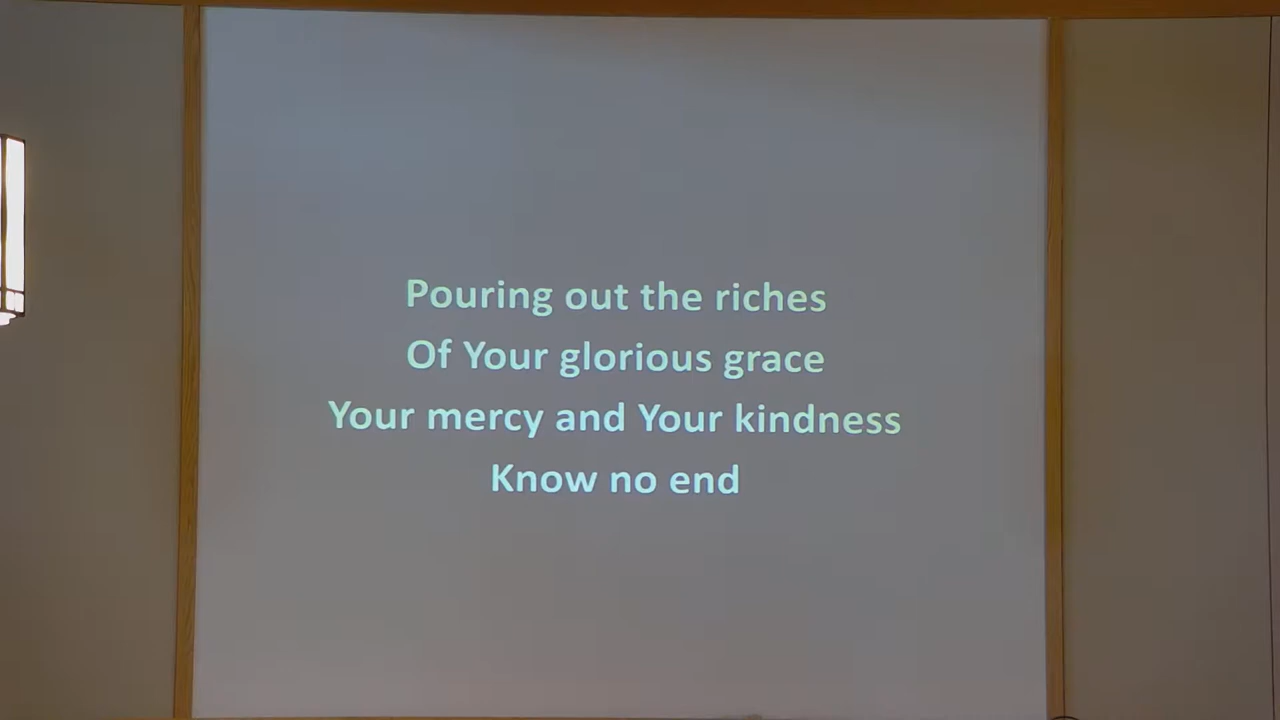 Pouring out the riches
Of Your glorious grace
Your mercy and Your kindness
Know no end